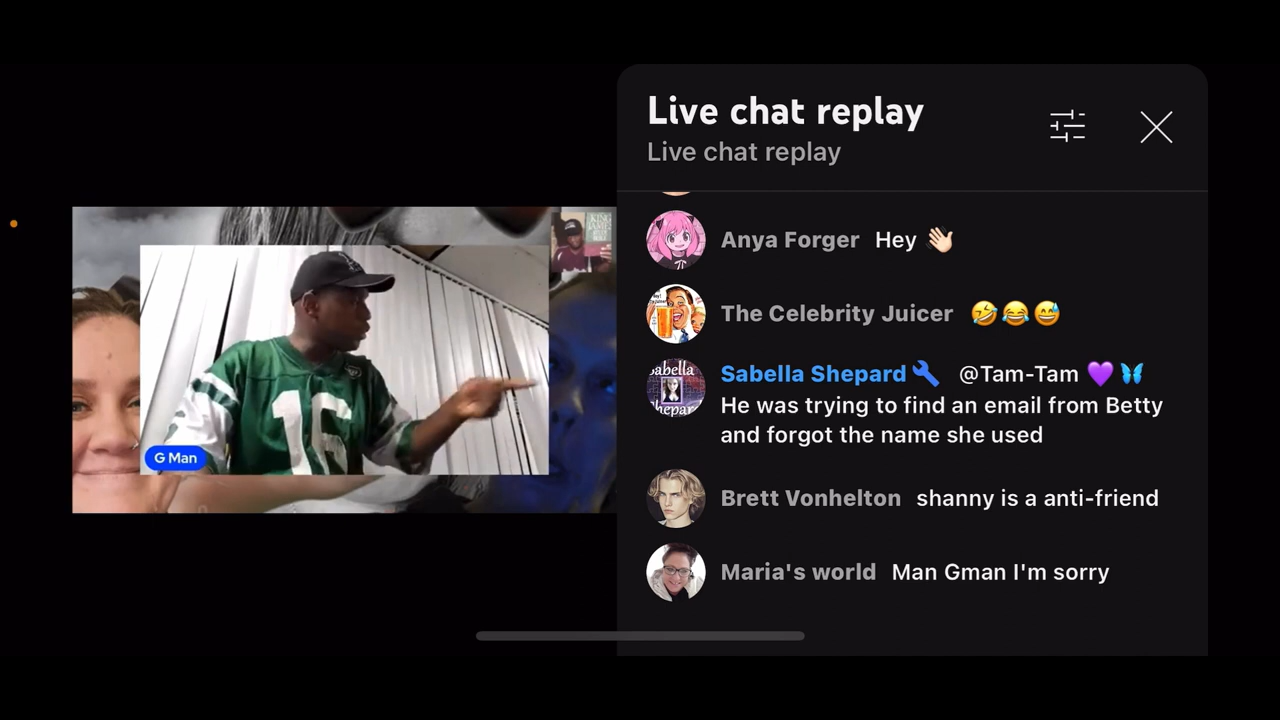 Live chat replay
Live chat replay
Anya Forger Hey 👋🏻
The Celebrity Juicer 🤣😂😅
Sabella Shepard🔧 @Tam-Tam 💜🦋
He was trying to find an email from Betty
and forgot the name she used
Brett Vonhelton shanny is a anti-friend
Maria's world Man Gman I'm sorry
G Man
16
KING
JAMES